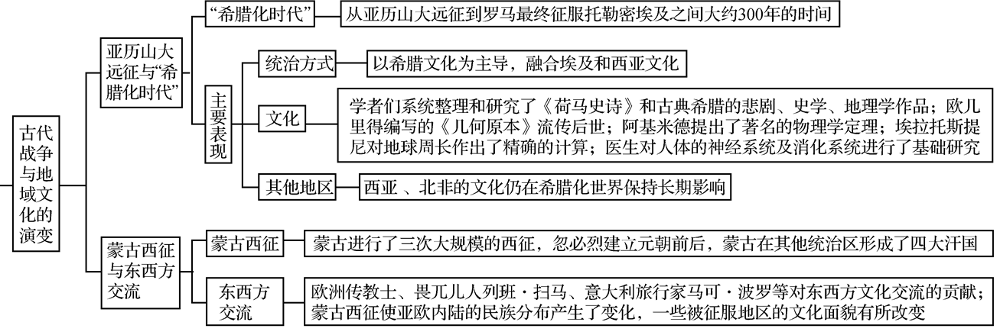 古代
战争
与地
域文
化的
演变
亚历山大
远征与“希
腊化时代”
“希腊化时代”
从亚历山大远征到罗马最终征服托勒密埃及之间大约300年的时间
主要表现
统治方式
以希腊文化为主导，融合埃及和西亚文化
文化
学者们系统整理和研究了《荷马史诗》和古典希腊的悲剧、史学、地理学作品；欧几
里得编写的《几何原本》流传后世；阿基米德提出了著名的物理学定理；埃拉托斯提
尼对地球周长作出了精确的计算；医生对人体的神经系统及消化系统进行了基础研究
其他地区
西亚、北非的文化仍在希腊化世界保持长期影响
蒙古西征
与东西方
交流
蒙古西征
蒙古进行了三次大规模的西征，忽必烈建立元朝前后，蒙古在其他统治区形成了四大汗国
东西方
交流
欧洲传教士、畏兀儿人列班·扫马、意大利旅行家马可·波罗等对东西方文化交流的贡献；
蒙古西征使亚欧内陆的民族分布产生了变化，一些被征服地区的文化面貌有所改变